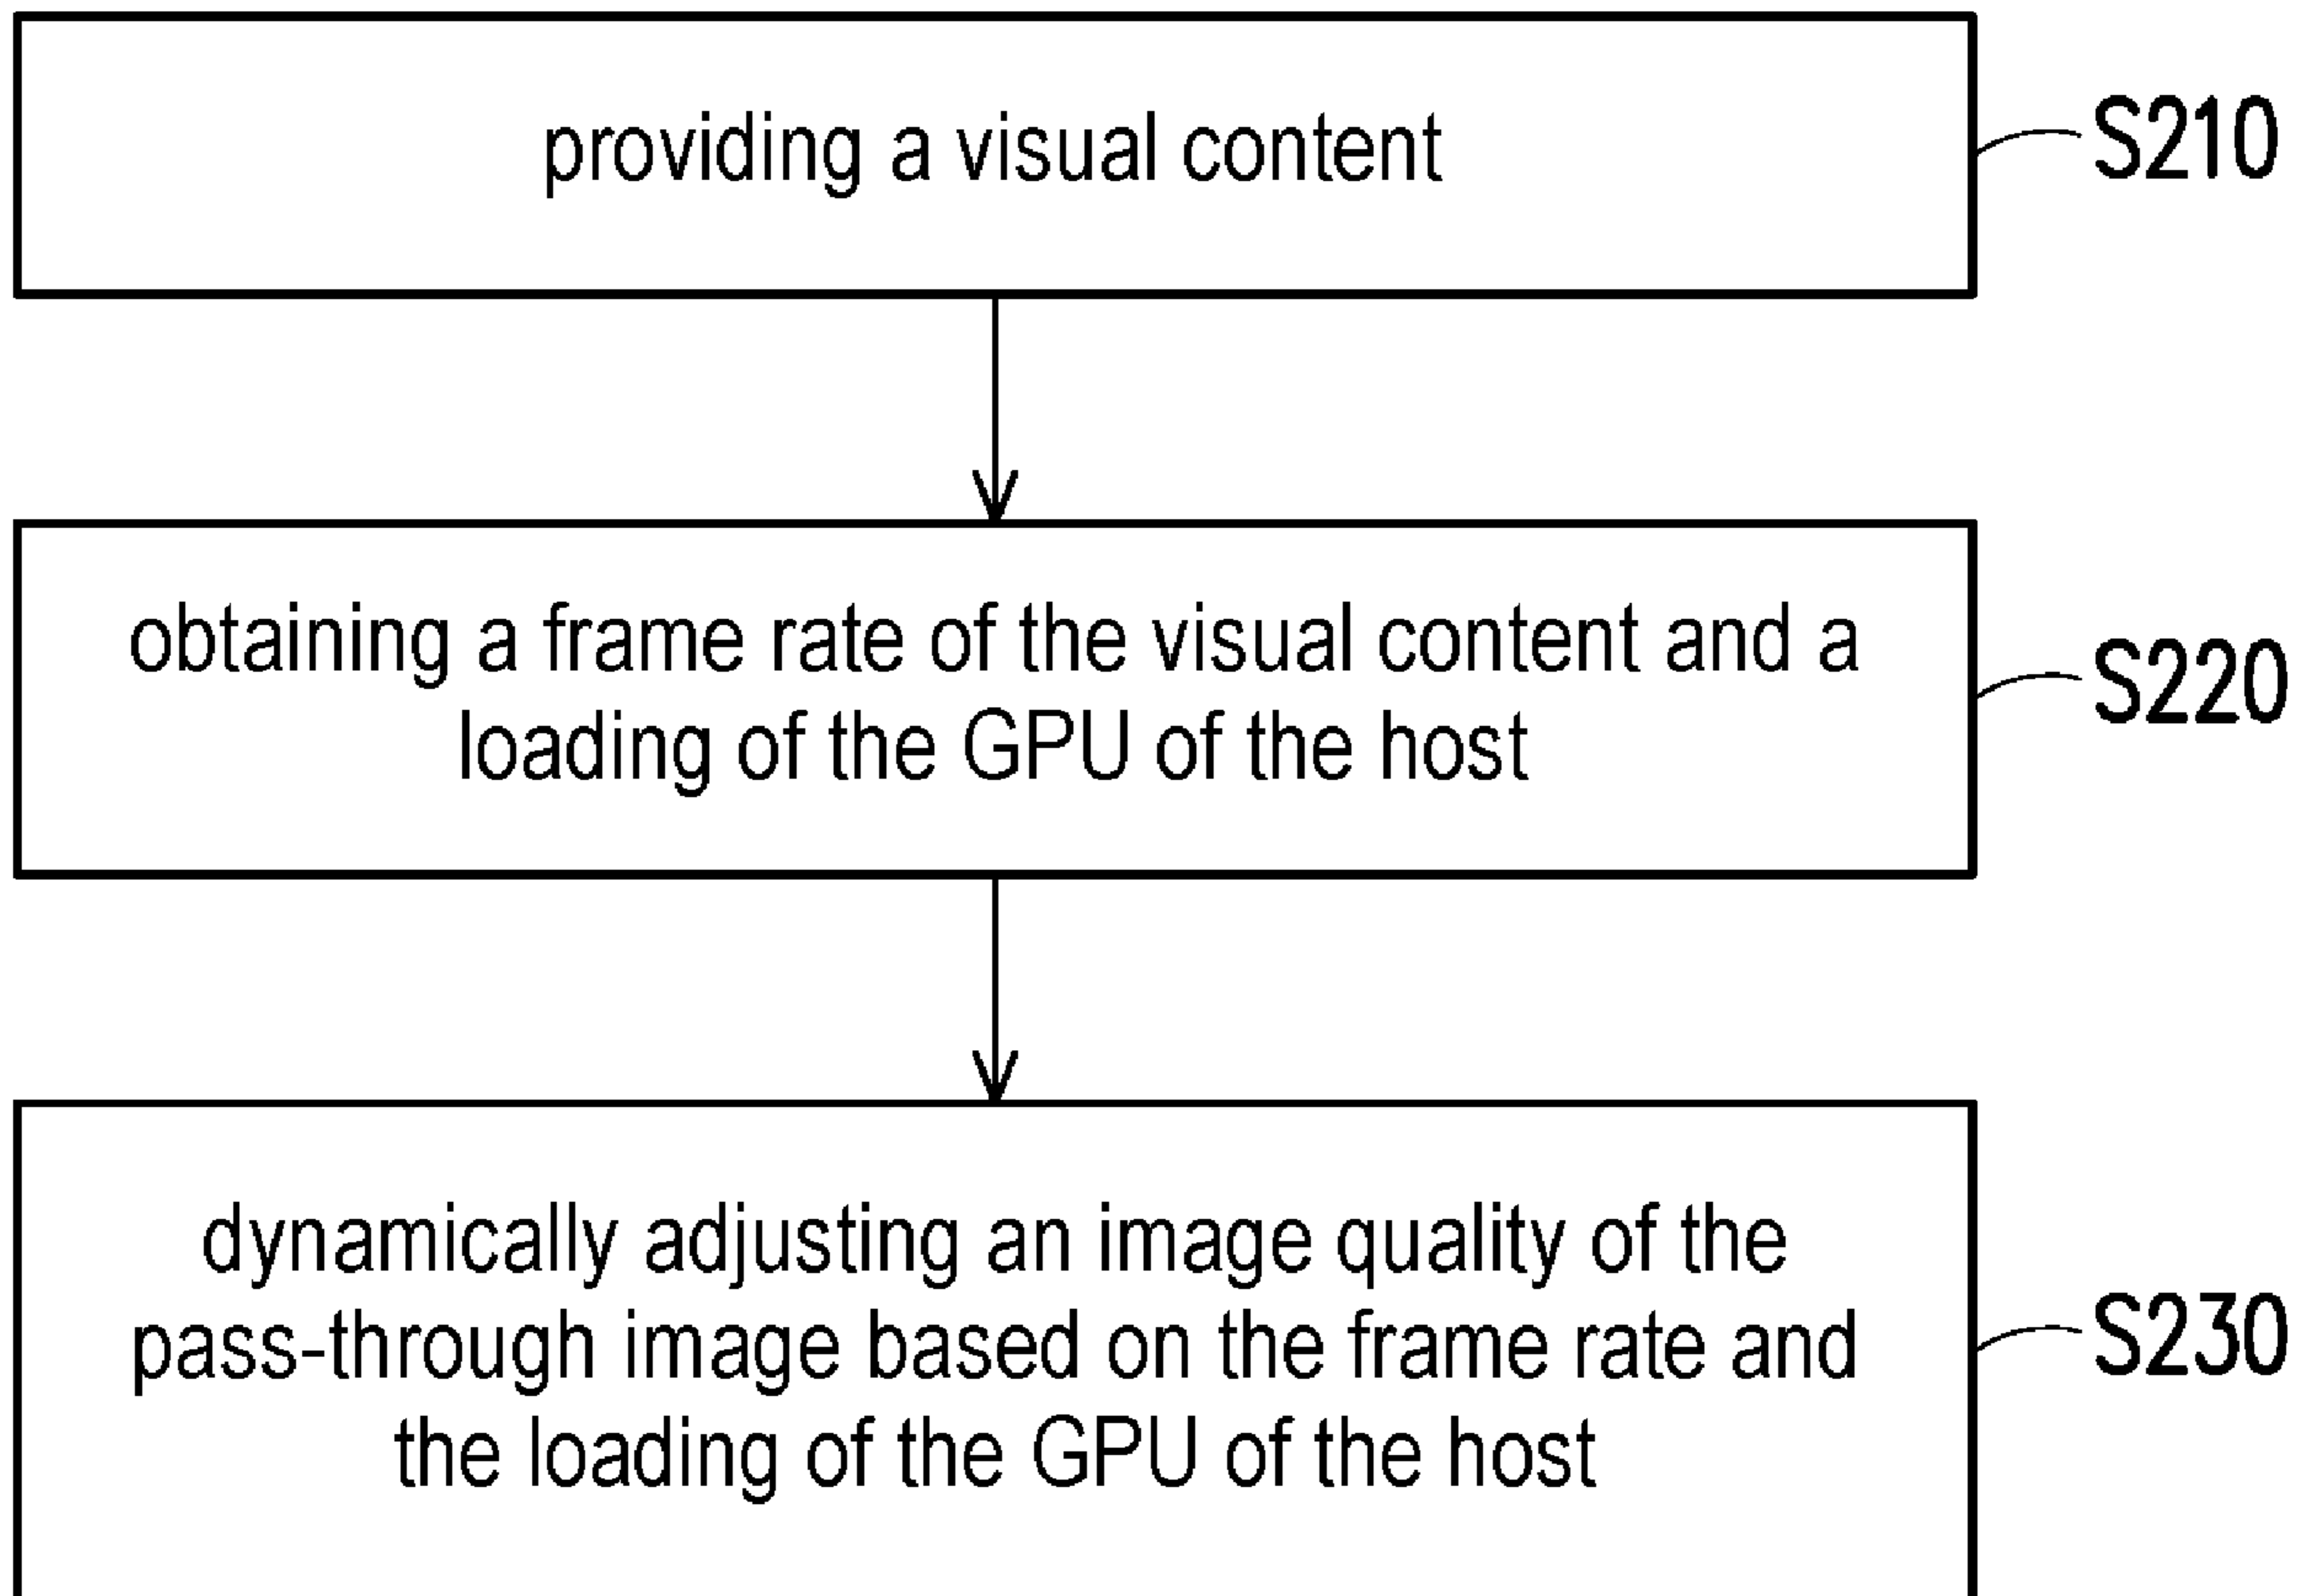 providing a visual content
S210
obtaining a frame rate of the visual content and a
loading of the GPU of the host
S220
dynamically adjusting an image quality of the
pass-through image based on the frame rate and
the loading of the GPU of the host
S230